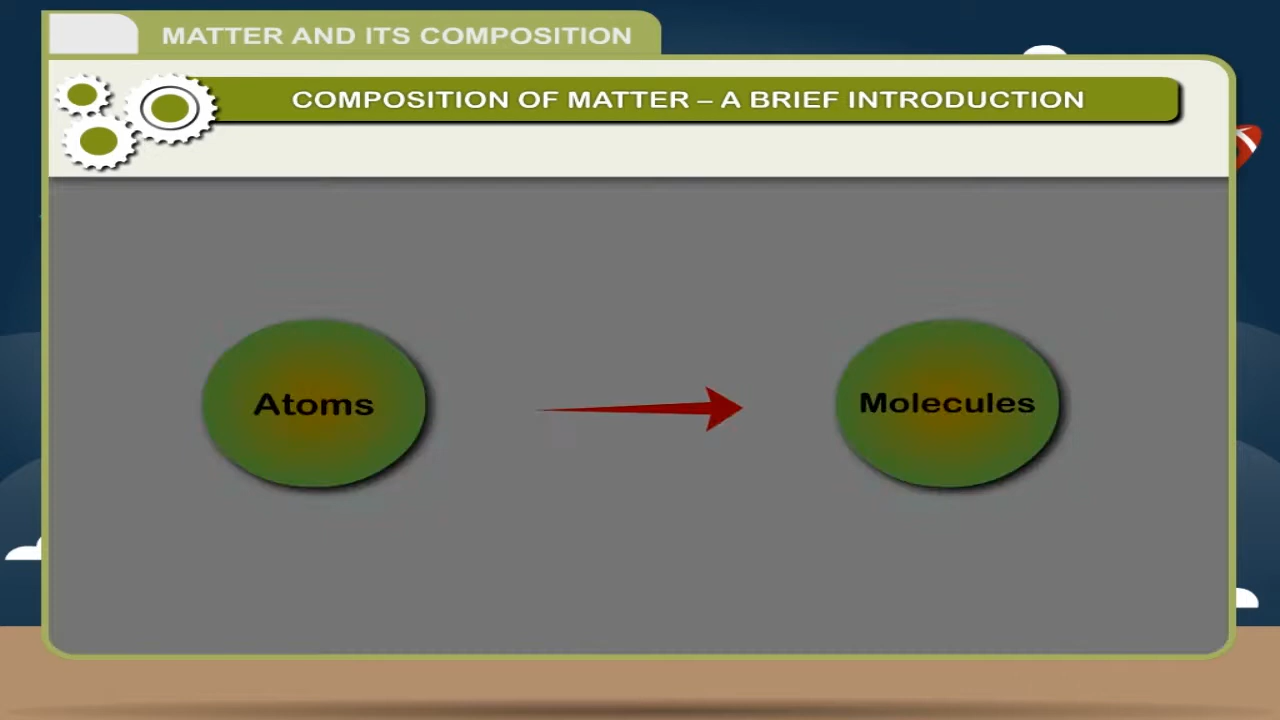 MATTER AND ITS COMPOSITION
COMPOSITION OF MATTER – A BRIEF INTRODUCTION
Atoms
Molecules